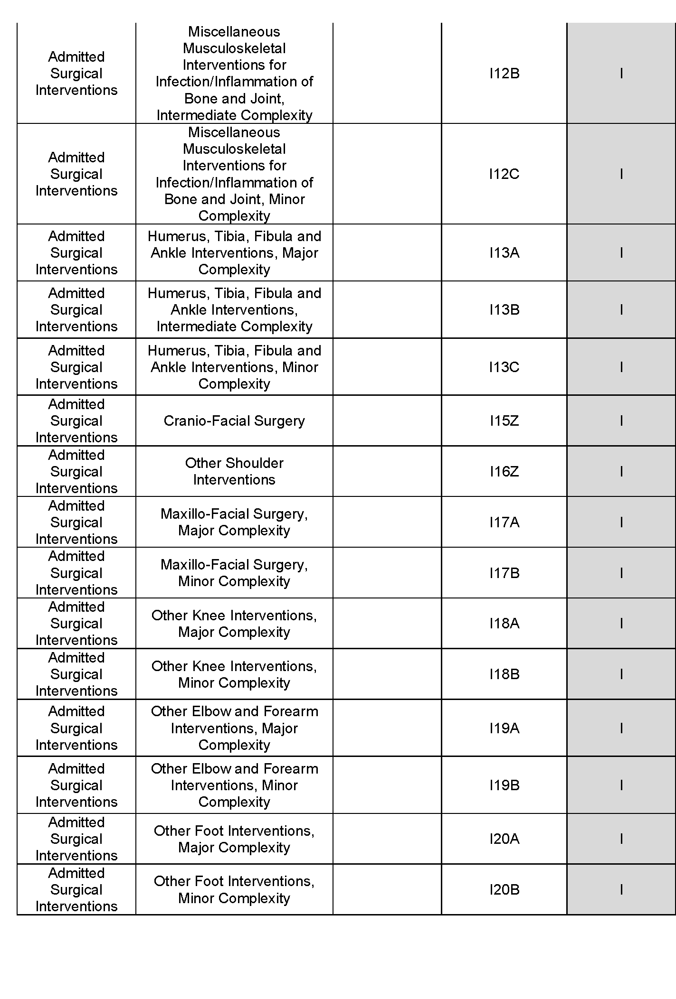 Admitted
Surgical
Interventions
Miscellaneous
Musculoskeletal
Interventions for
Infection/Inflammation of
Bone and Joint,
Intermediate Complexity
I12B
I
Admitted
Surgical
Interventions
Miscellaneous
Musculoskeletal
Interventions for
Infection/Inflammation of
Bone and Joint, Minor
Complexity
I12C
I
Admitted
Surgical
Interventions
Humerus, Tibia, Fibula and
Ankle Interventions, Major
Complexity
I13A
I
Admitted
Surgical
Interventions
Humerus, Tibia, Fibula and
Ankle Interventions,
Intermediate Complexity
I13B
I
Admitted
Surgical
Interventions
Humerus, Tibia, Fibula and
Ankle Interventions, Minor
Complexity
I13C
I
Admitted
Surgical
Interventions
Cranio-Facial Surgery
I15Z
I
Admitted
Surgical
Interventions
Other Shoulder
Interventions
I16Z
I
Admitted
Surgical
Interventions
Maxillo-Facial Surgery,
Major Complexity
I17A
I
Admitted
Surgical
Interventions
Maxillo-Facial Surgery,
Minor Complexity
I17B
I
Admitted
Surgical
Interventions
Other Knee Interventions,
Major Complexity
I18A
I
Admitted
Surgical
Interventions
Other Knee Interventions,
Minor Complexity
I18B
I
Admitted
Surgical
Interventions
Other Elbow and Forearm
Interventions, Major
Complexity
I19A
I
Admitted
Surgical
Interventions
Other Elbow and Forearm
Interventions, Minor
Complexity
I19B
I
Admitted
Surgical
Interventions
Other Foot Interventions,
Major Complexity
I20A
I
Admitted
Surgical
Interventions
Other Foot Interventions,
Minor Complexity
I20B
I